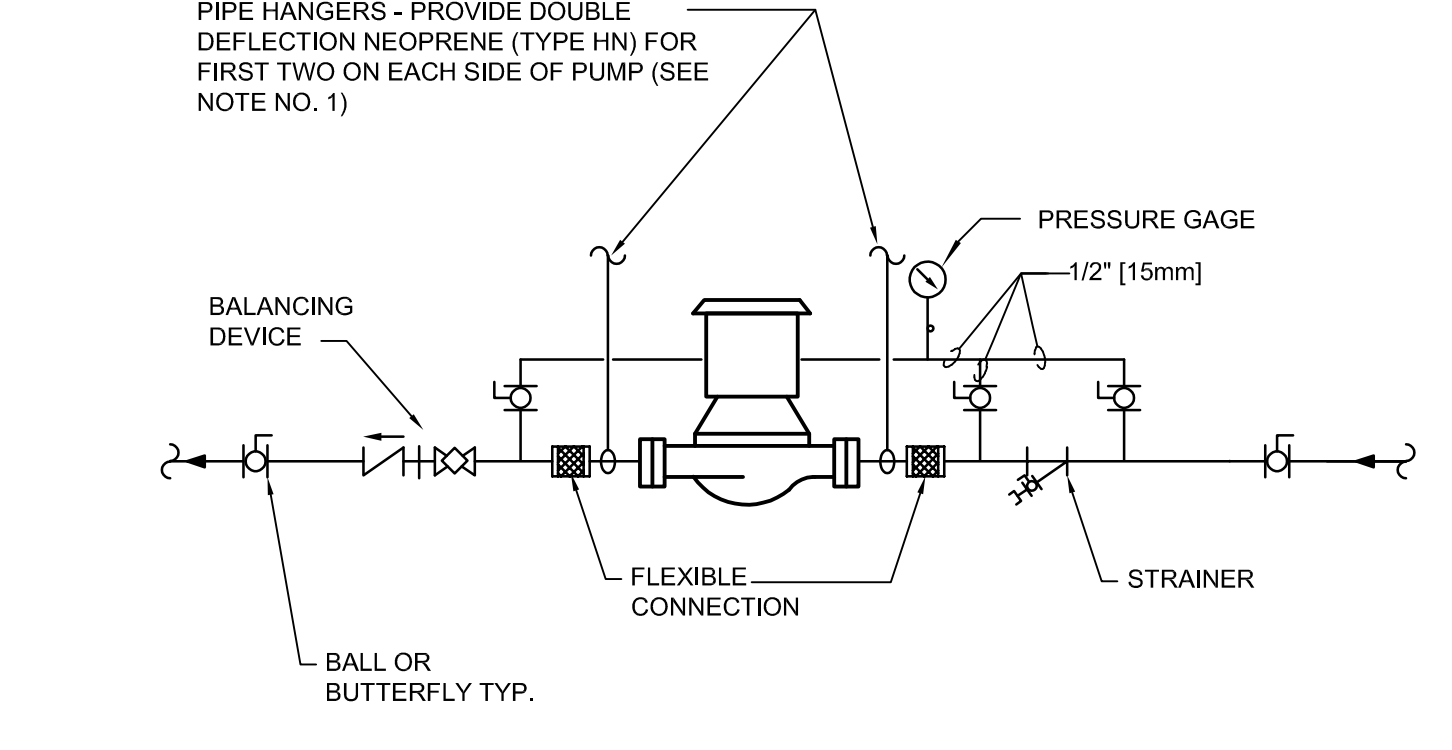 PIPE HANGERS - PROVIDE DOUBLE
DEFLECTION NEOPRENE (TYPE HN) FOR
FIRST TWO ON EACH SIDE OF PUMP (SEE
NOTE NO. 1)
PRESSURE GAGE
1/2" [15mm]
BALANCING
DEVICE
FLEXIBLE
CONNECTION
STRAINER
BALL OR
BUTTERFLY TYP.